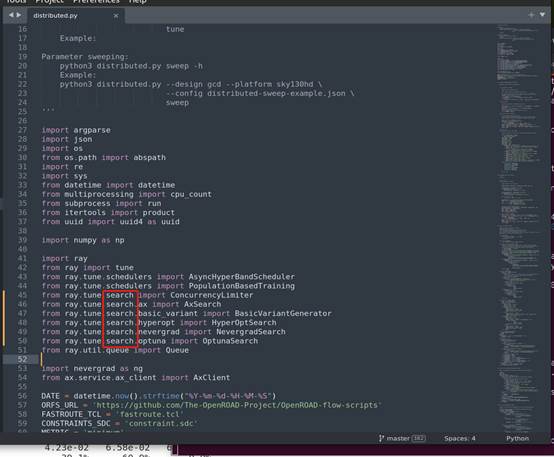 Tools Project Preferences Help
distributed.py ×
16 tune
17 Example:
18
19 Parameter sweeping:
20 python3 distributed.py sweep -h
21 Example:
22 python3 distributed.py --design gcd --platform sky130hd \
23 --config distributed-sweep-example.json \
24 sweep
25 '''
26
27 import argparse
28 import json
29 import os
30 from os.path import abspath
31 import re
32 import sys
33 from datetime import datetime
34 from multiprocessing import cpu_count
35 from subprocess import run
36 from itertools import product
37 from uuid import uuid4 as uuid
38
39 import numpy as np
40
41 import ray
42 from ray import tune
43 from ray.tune.schedulers import AsyncHyperBandScheduler
44 from ray.tune.schedulers import PopulationBasedTraining
45 from ray.tune.search import ConcurrencyLimiter
46 from ray.tune.search.ax import AxSearch
47 from ray.tune.search.basic_variant import BasicVariantGenerator
48 from ray.tune.search.hyperopt import HyperOptSearch
49 from ray.tune.search.nevergrad import NevergradSearch
50 from ray.tune.search.optuna import OptunaSearch
51 from ray.util.queue import Queue
52
53 import nevergrad as ng
54 from ax.service.ax_client import AxClient
55
56 DATE = datetime.now().strftime("%Y-%m-%d-%H-%M-%S")
57 ORFS_URL = 'https://github.com/The-OpenROAD-Project/OpenROAD-flow-scripts'
58 FASTROUTE_TCL = 'fastroute.tcl'
59 CONSTRAINTS_SDC = 'constraint.sdc'
master 162 Spaces: 4 Python
4.23e-02 6.58e-02